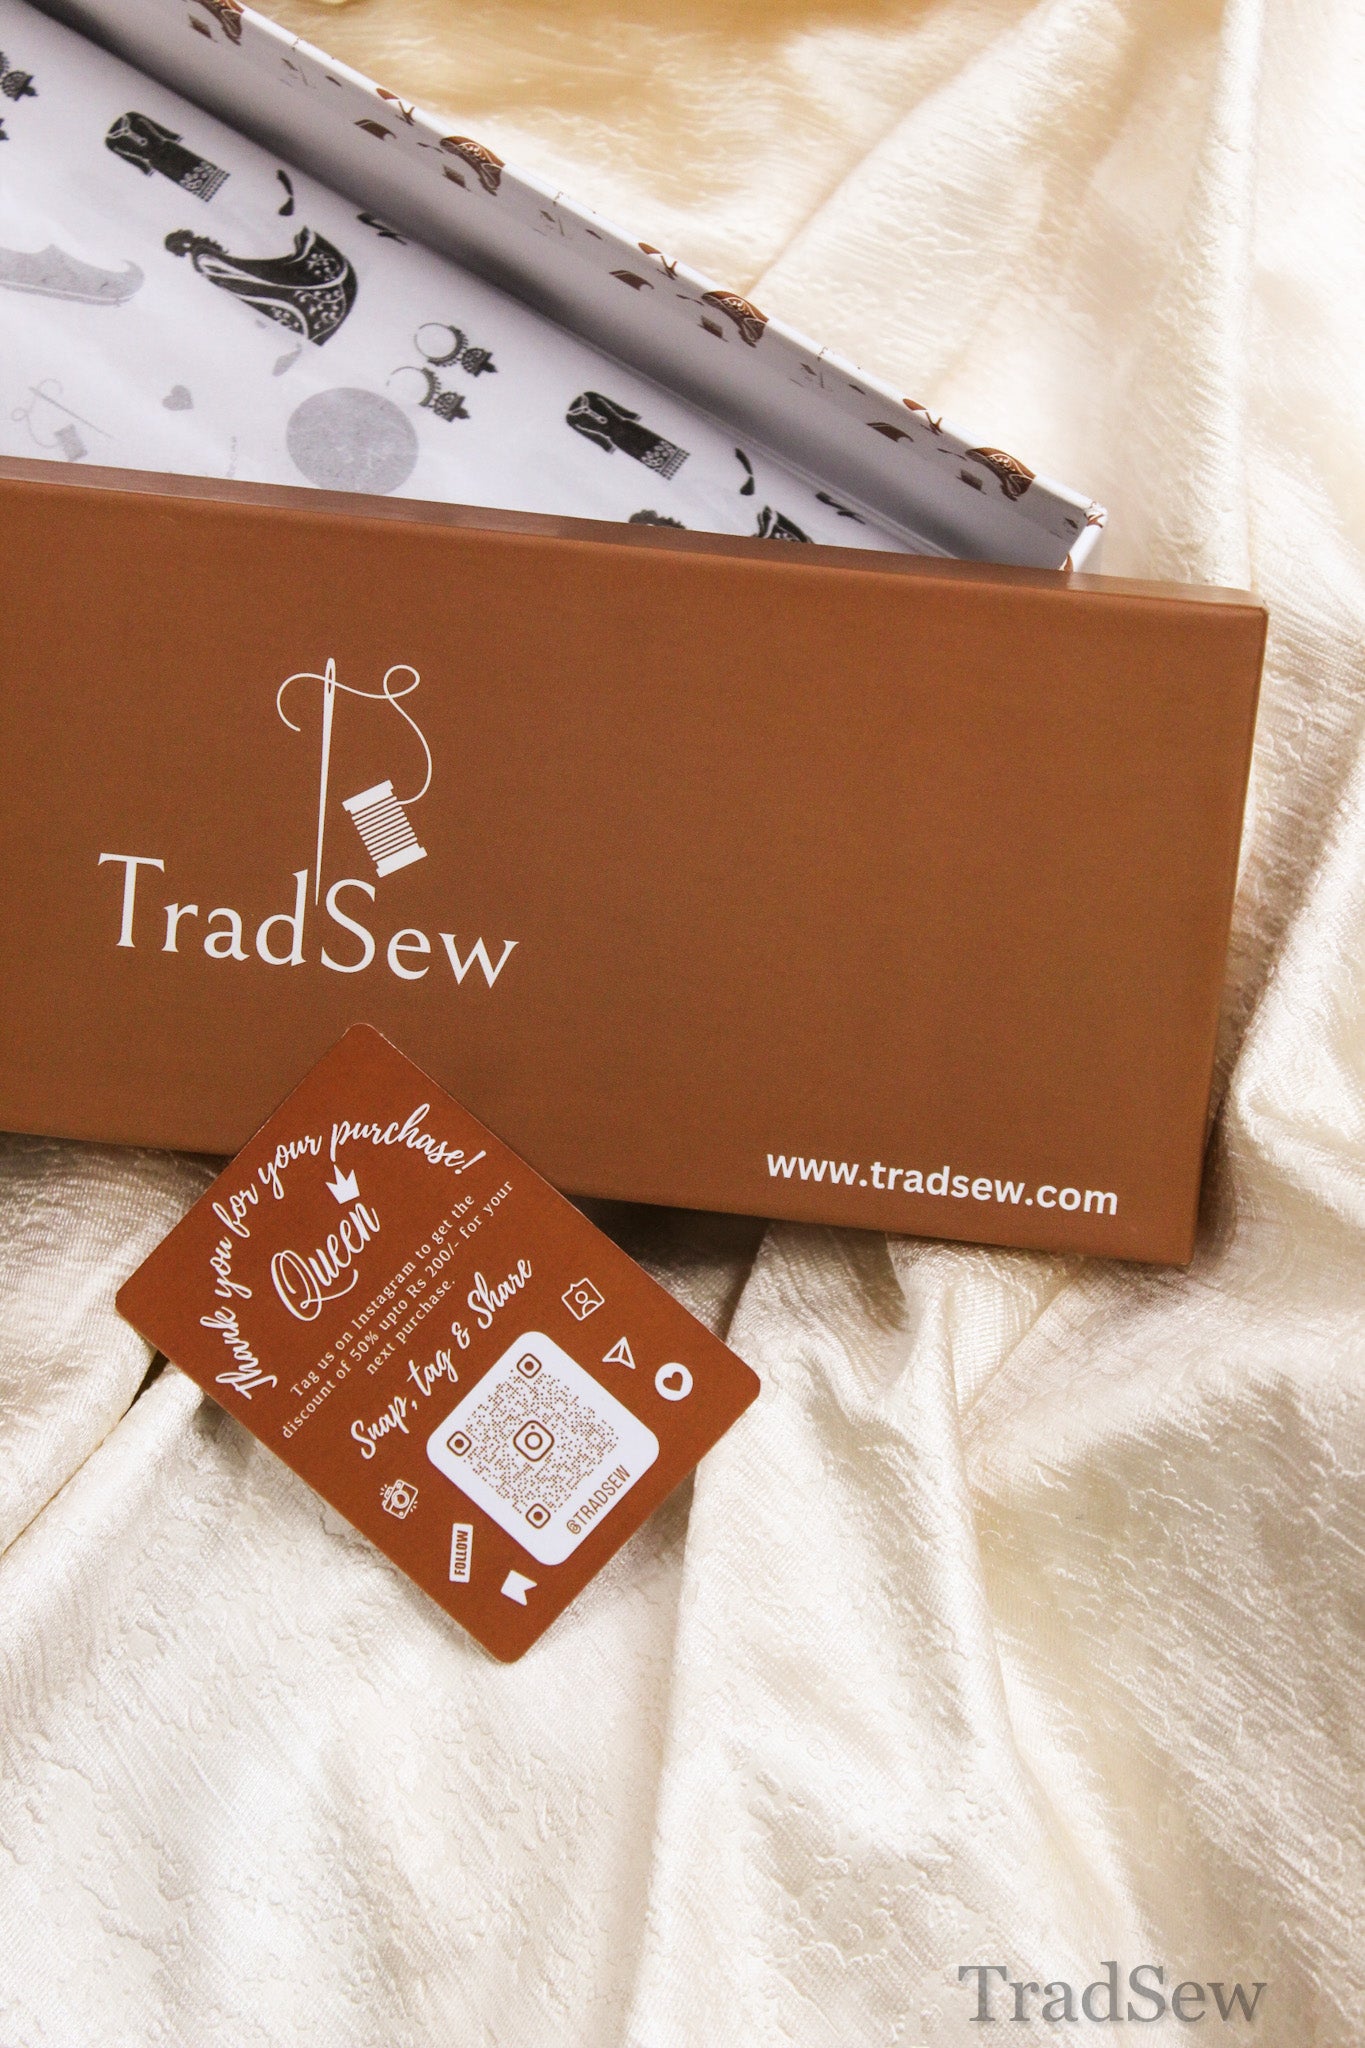 TradSew
www.tradsew.com
Thank you for your purchase!
Queen
Tag us on Instagram to get the
discount of 50% upto Rs 200/- for your
next purchase.
Snap, tag & Share
@TRADSEW
FOLLOW
TradSew